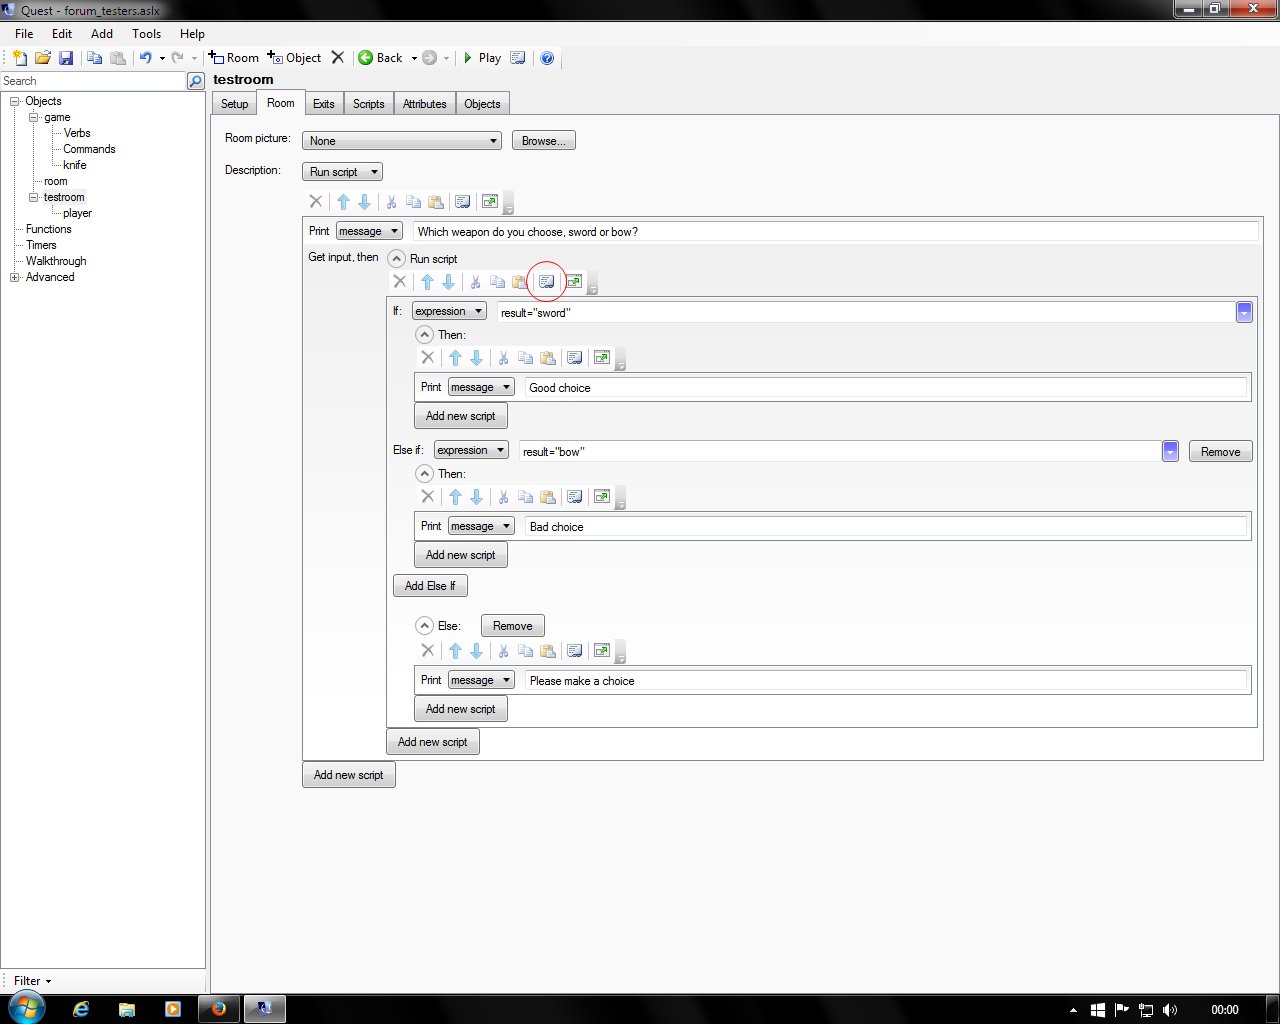 Quest - forum_testers.aslx
File Edit Add Tools Help
Room Object Back Play
Search
testroom
Objects
game
Verbs
Commands
knife
room
testroom
player
Functions
Timers
Walkthrough
Advanced
Filter
Setup Room Exits Scripts Attributes Objects
Room picture: None Browse...
Description: Run script
Print message Which weapon do you choose, sword or bow?
Get input, then Run script
If: expression result="sword"
Then:
Print message Good choice
Add new script
Else if: expression result="bow" Remove
Then:
Print message Bad choice
Add new script
Add Else If
Else: Remove
Print message Please make a choice
Add new script
Add new script
Add new script
00:00